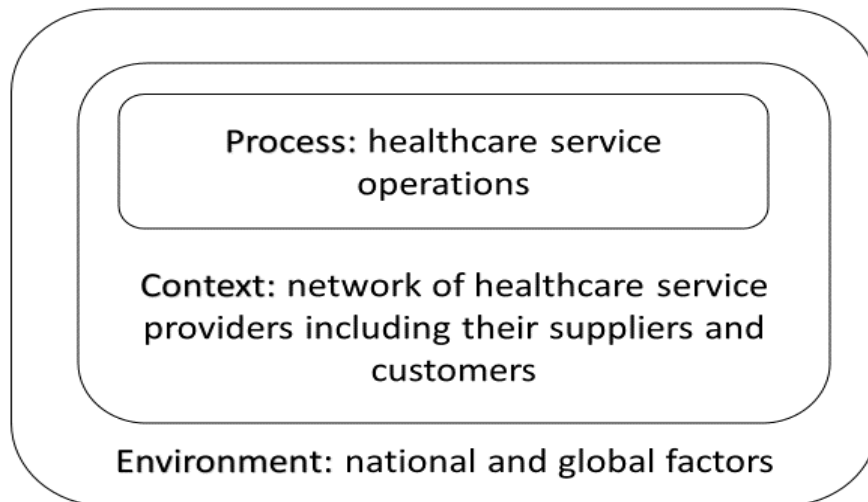 Process: healthcare service
operations
Context: network of healthcare service
providers including their suppliers and
customers
Environment: national and global factors